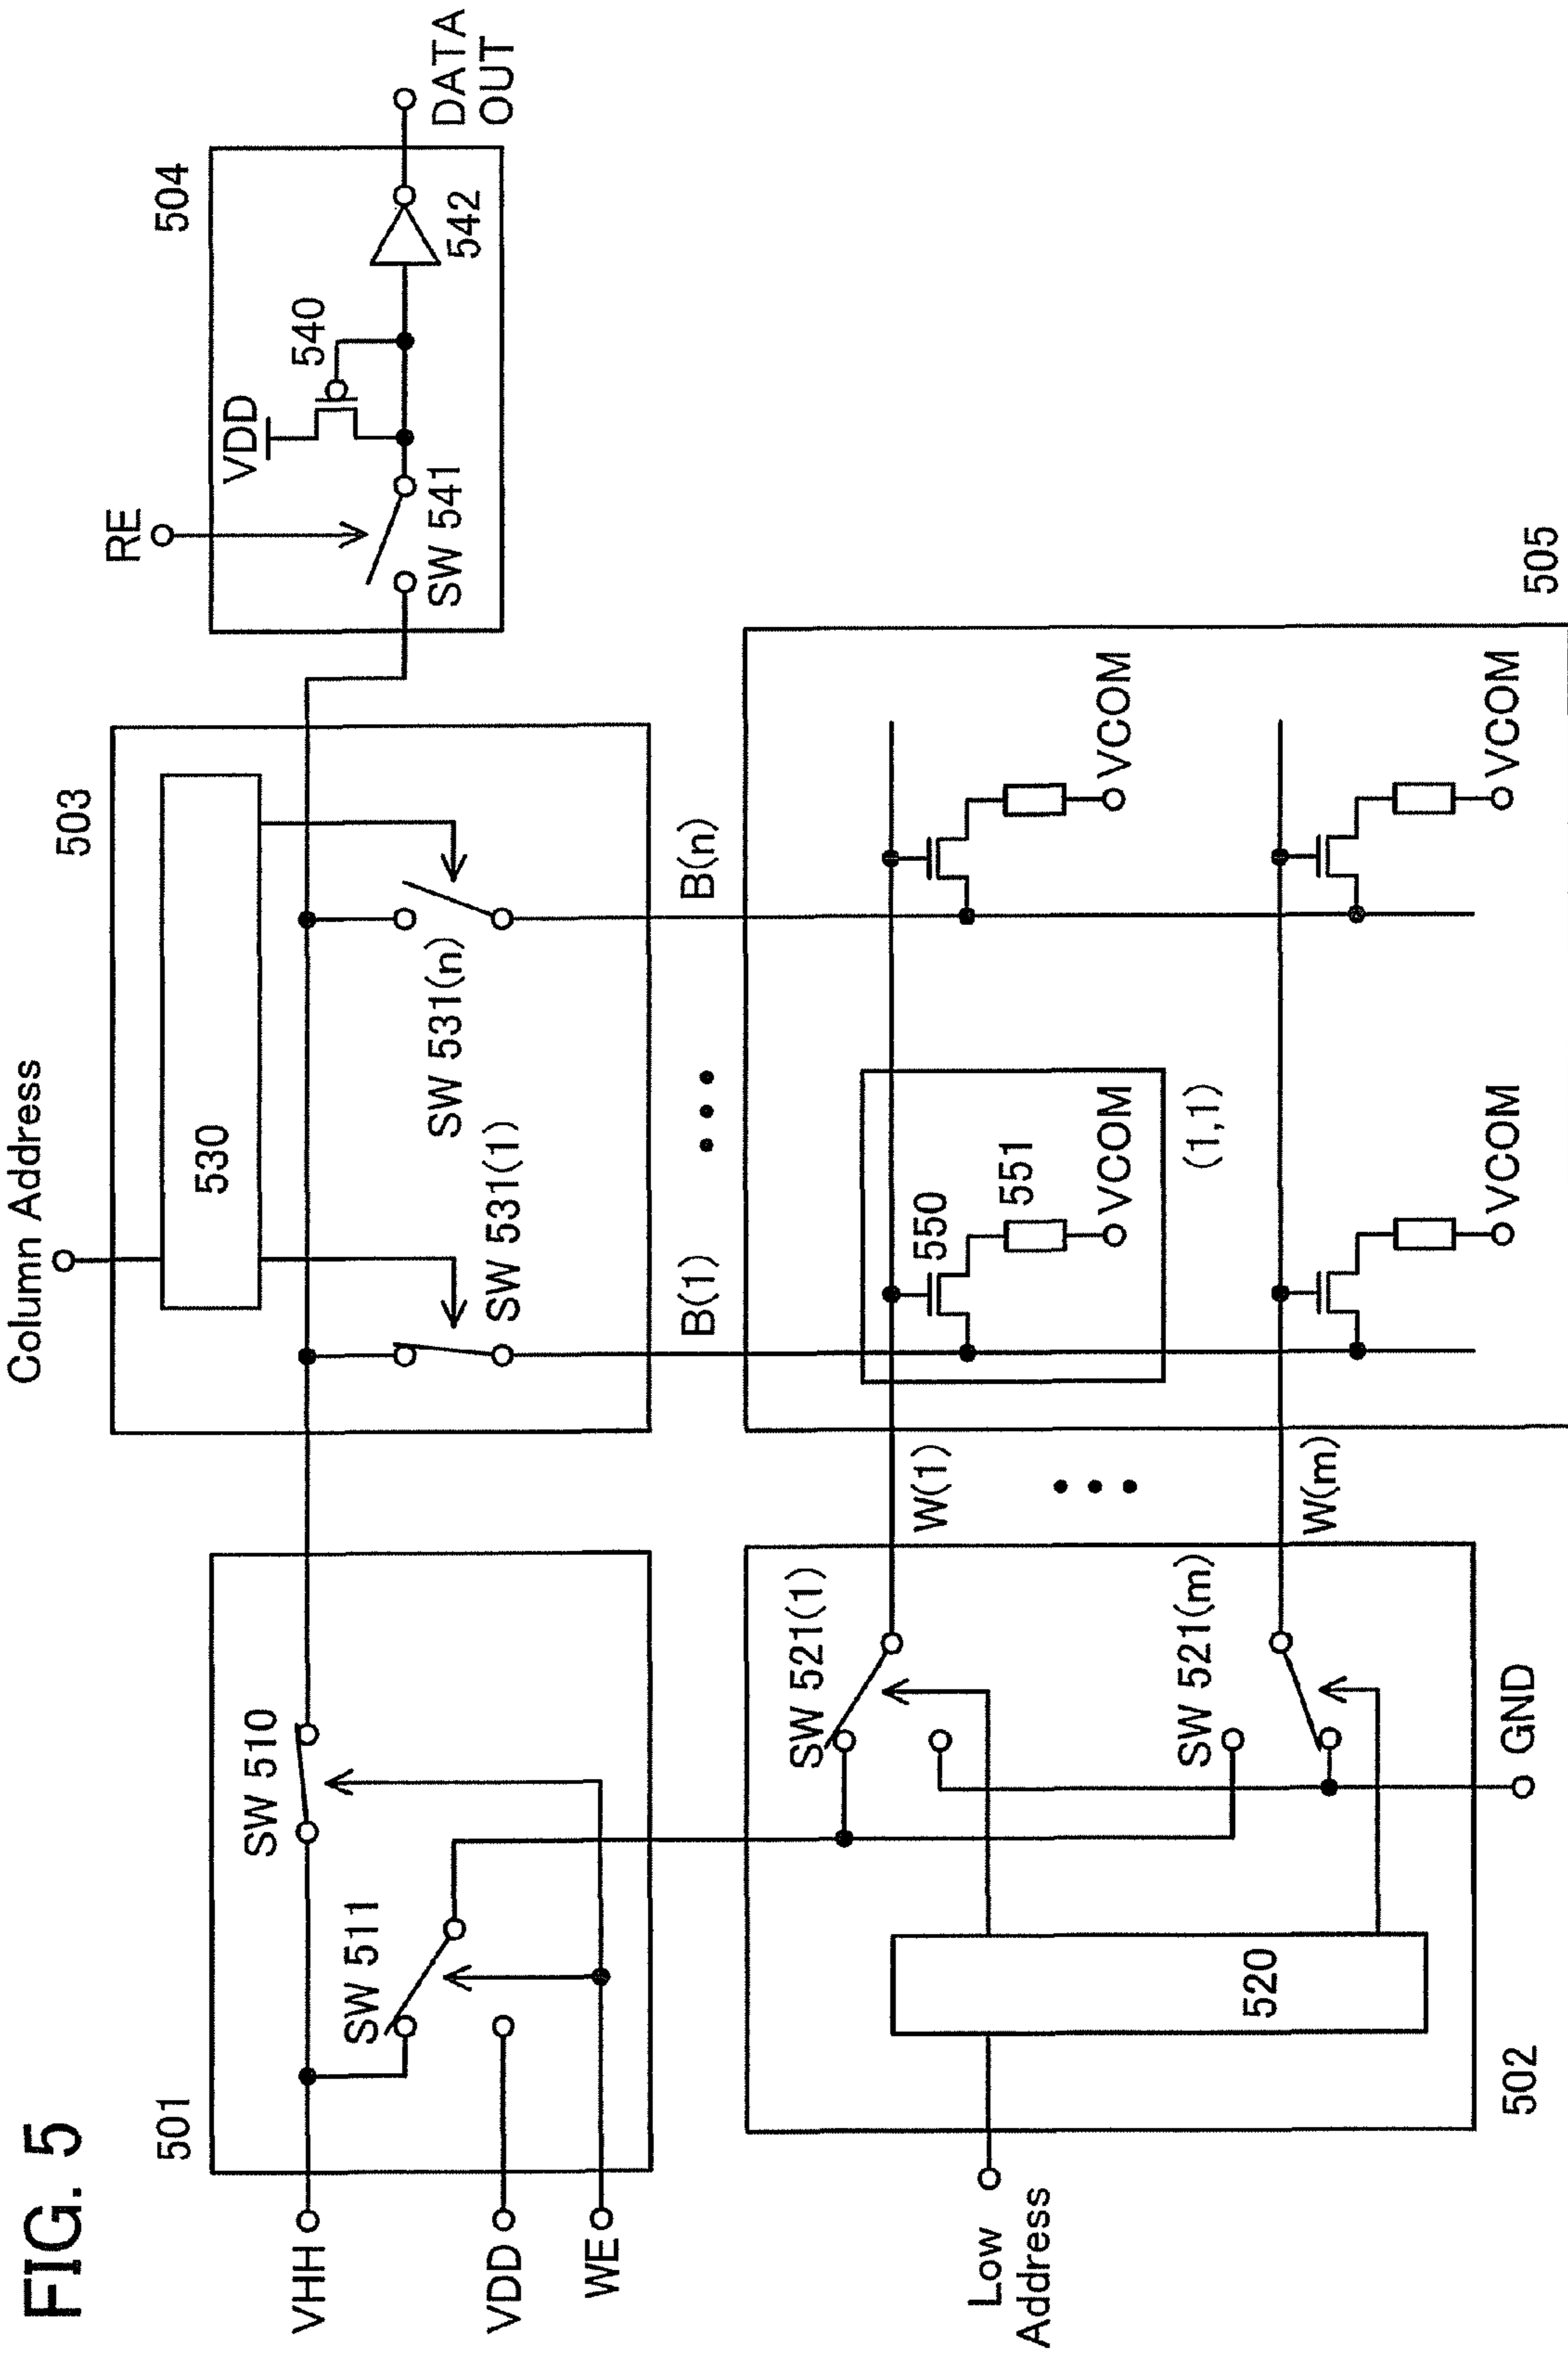 FIG. 5
Column Address
503
530
SW 531(1)
SW 531(n)
RE
504
VDD
540
SW 541
542
DATA
OUT
501
VHH
VDD
WE
SW 510
SW 511
B(1)
• • •
B(n)
502
Low
Address
520
SW 521(1)
SW 521(m)
GND
W(1)
• • •
W(m)
505
550
551
VCOM
(1,1)
VCOM
VCOM
VCOM